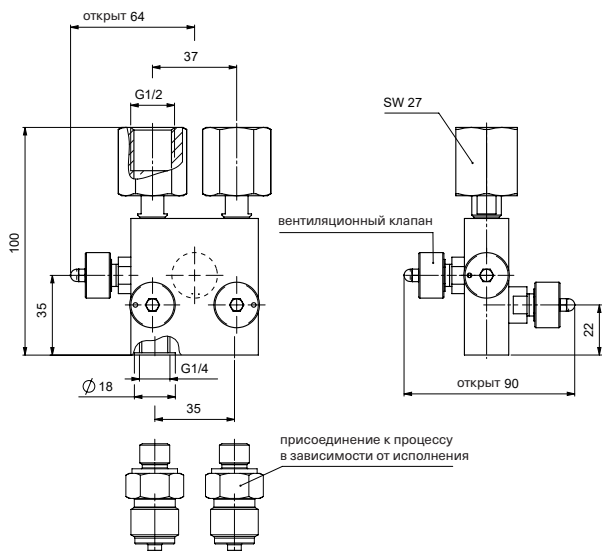 открыт 64
37
G1/2
SW 27
100
вентиляционный клапан
35
22
G1/4
Ø 18
открыт 90
35
присоединение к процессу
в зависимости от исполнения